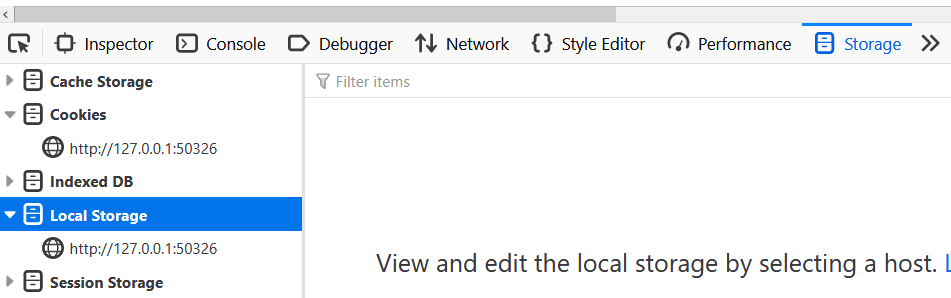 Inspector Console Debugger Network Style Editor Performance Storage
Cache Storage
Filter items
Cookies
http://127.0.0.1:50326
Indexed DB
Local Storage
http://127.0.0.1:50326
View and edit the local storage by selecting a host.
Session Storage